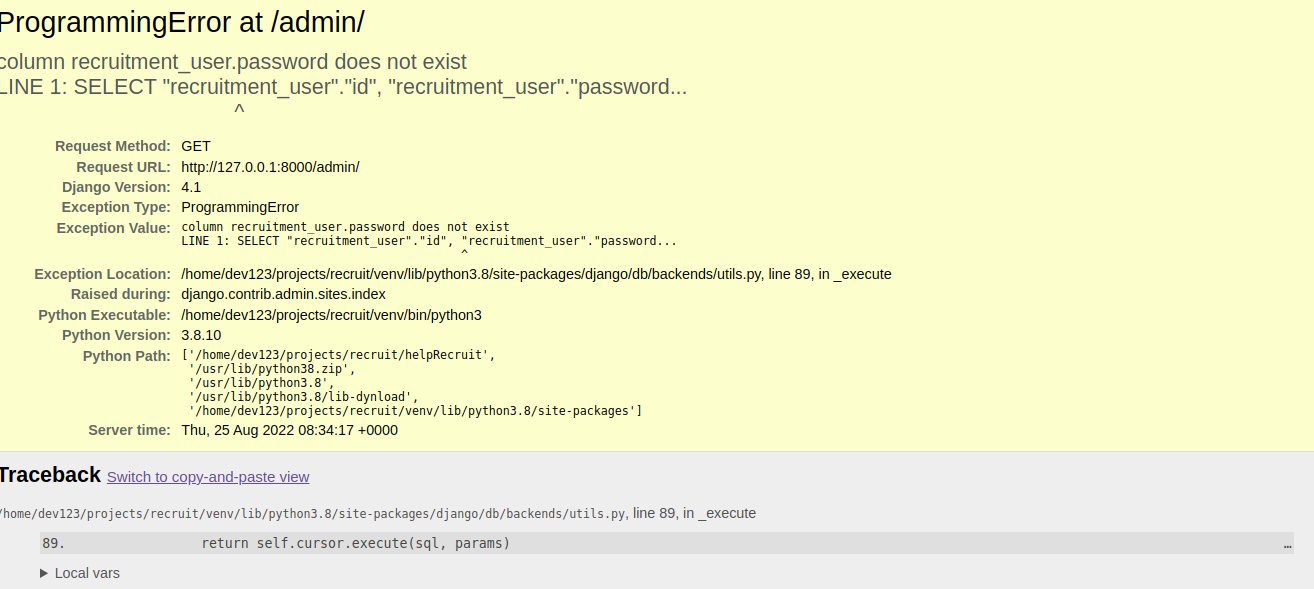 ProgrammingError at /admin/
column recruitment_user.password does not exist
LINE 1: SELECT "recruitment_user"."id", "recruitment_user"."password...
^
Request Method: GET
Request URL: http://127.0.0.1:8000/admin/
Django Version: 4.1
Exception Type: ProgrammingError
Exception Value: column recruitment_user.password does not exist
LINE 1: SELECT "recruitment_user"."id", "recruitment_user"."password...
^
Exception Location: /home/dev123/projects/recruit/venv/lib/python3.8/site-packages/django/db/backends/utils.py, line 89, in _execute
Raised during: django.contrib.admin.sites.index
Python Executable: /home/dev123/projects/recruit/venv/bin/python3
Python Version: 3.8.10
Python Path: ['/home/dev123/projects/recruit/helpRecruit',
'/usr/lib/python38.zip',
'/usr/lib/python3.8',
'/usr/lib/python3.8/lib-dynload',
'/home/dev123/projects/recruit/venv/lib/python3.8/site-packages']
Server time: Thu, 25 Aug 2022 08:34:17 +0000
Traceback Switch to copy-and-paste view
/home/dev123/projects/recruit/venv/lib/python3.8/site-packages/django/db/backends/utils.py, line 89, in _execute
89. return self.cursor.execute(sql, params) …
▶ Local vars